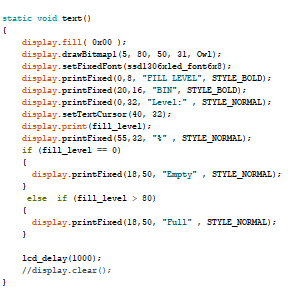 static void text()
{
display.fill( 0x00 );
display.drawBitmap1(5, 80, 50, 31, Owl);
display.setFixedFont(ssd1306xled_font6x8);
display.printFixed(0,8, "FILL LEVEL", STYLE_BOLD);
display.printFixed(20,16, "BIN", STYLE_BOLD);
display.printFixed(0,32, "Level:" , STYLE_NORMAL);
display.setTextCursor(40, 32);
display.print(fill_level);
display.printFixed(55,32, "%" , STYLE_NORMAL);
if (fill_level == 0)
{
display.printFixed(18,50, "Empty" , STYLE_NORMAL);
}
else if (fill_level > 80)
{
display.printFixed(18,50, "Full" , STYLE_NORMAL);
}
lcd_delay(1000);
//display.clear();
}